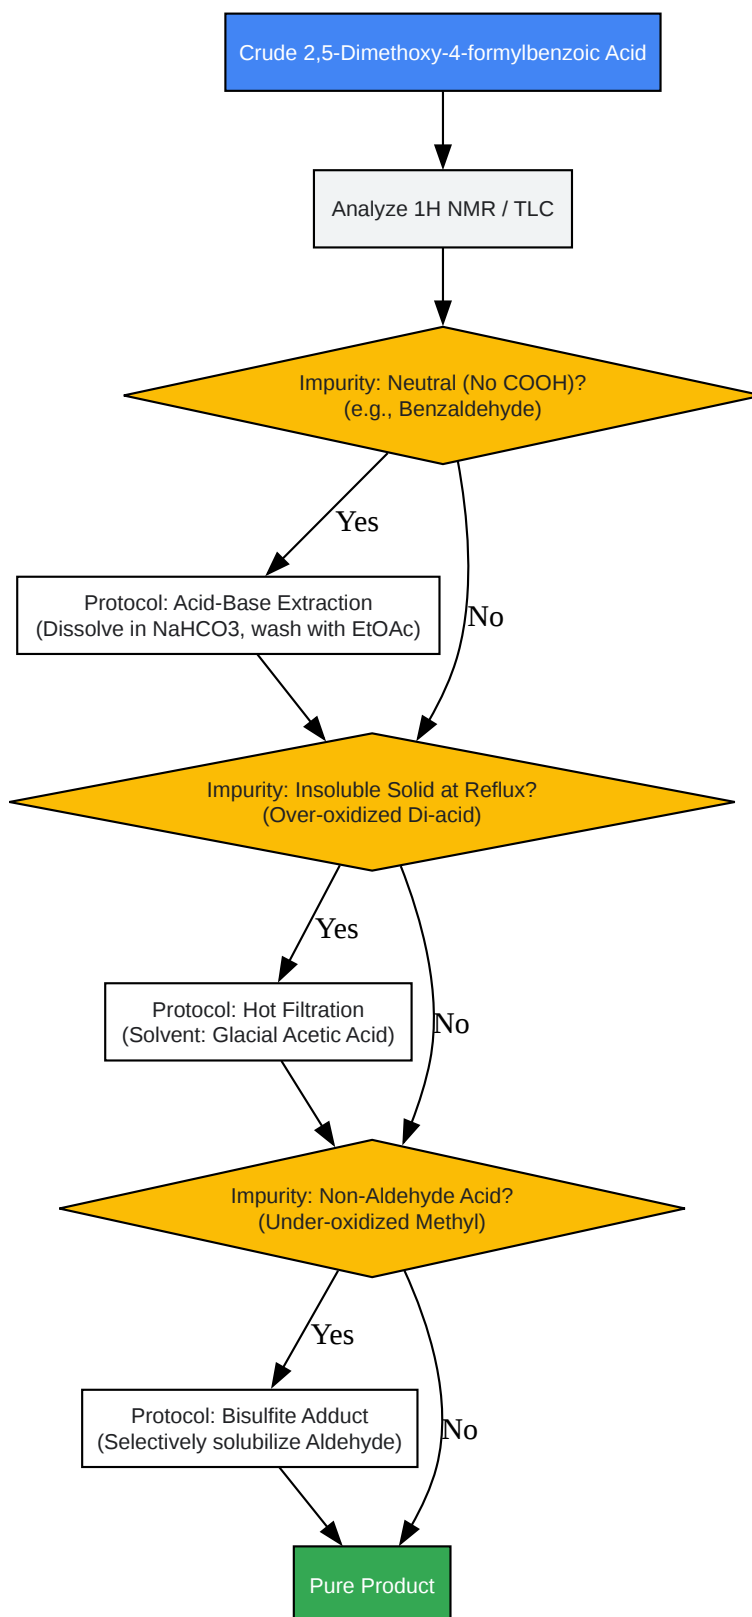 Crude 2,5-Dimethoxy-4-formylbenzoic Acid
Analyze 1H NMR / TLC
Impurity: Neutral (No COOH)?
(e.g., Benzaldehyde)
Yes
Protocol: Acid-Base Extraction
(Dissolve in NaHCO3, wash with EtOAc)
No
Impurity: Insoluble Solid at Reflux?
(Over-oxidized Di-acid)
Yes
Protocol: Hot Filtration
(Solvent: Glacial Acetic Acid)
No
Impurity: Non-Aldehyde Acid?
(Under-oxidized Methyl)
Yes
Protocol: Bisulfite Adduct
(Selectively solubilize Aldehyde)
No
Pure Product